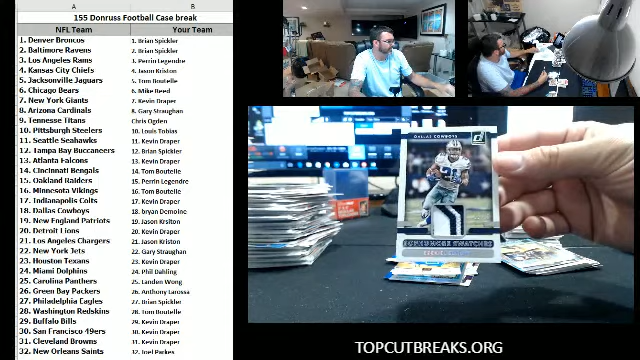 A B
155 Donruss Football Case break
NFL Team Your Team
1. Denver Broncos 1. Brian Spickler
2. Baltimore Ravens 2. Brian Spickler
3. Los Angeles Rams 3. Perrin Legendre
4. Kansas City Chiefs 4. Jason Kriston
5. Jacksonville Jaguars 5. Tom Boutelle
6. Chicago Bears 6. Mike Reed
7. New York Giants 7. Kevin Draper
8. Arizona Cardinals 8. Gary Straughan
9. Tennesse Titans Chris Ogden
10. Pittsburgh Steelers 10. Louis Tobias
11. Seattle Seahawks 11. Kevin Draper
12. Tampa Bay Buccaneers 12. Brian Spickler
13. Atlanta Falcons 13. Kevin Draper
14. Cincinnati Bengals 14. Tom Boutelle
15. Oakland Raiders 15. Perrin Legendre
16. Minnesota Vikings 16. Tom Boutelle
17. Indianapolis Colts 17. Kevin Draper
18. Dallas Cowboys 18. bryan Demoine
19. New England Patriots 19. Jason Kriston
20. Detroit Lions 20. Kevin Draper
21. Los Angeles Chargers 21. Jason Kriston
22. New York Jets 22. Gary Straughan
23. Houston Texans 23. Kevin Draper
24. Miami Dolphins 24. Phil Dahling
25. Carolina Panthers 25. Landen Wong
26. Green Bay Packers 26. Anthony Larossa
27. Philadelphia Eagles 27. Brian Spickler
28. Washington Redskins 28. Tom Boutelle
29. Buffalo Bills 29. Kevin Draper
30. San Francisco 49ers 30. Kevin Draper
31. Cleveland Browns 31. Kevin Draper
32. New Orleans Saints 32. Joel Parkes
DALLAS COWBOYS
21
SOPHOMORE SWATCHES
TOPCUTBREAKS.ORG